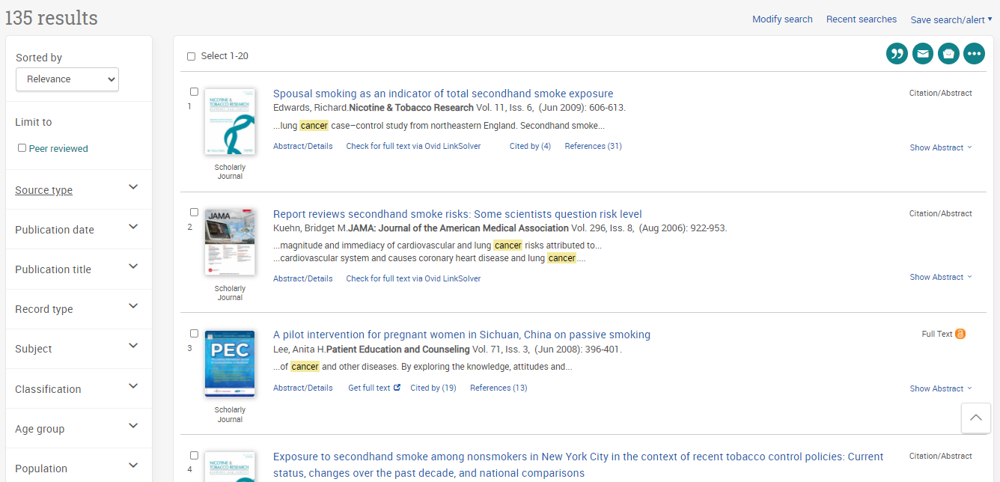 135 results
Modify search Recent searches Save search/alert
Sorted by
Relevance
Limit to
Peer reviewed
Source type
Publication date
Publication title
Record type
Subject
Classification
Age group
Population
Select 1-20
1
NICOTINE &
TOBACCO RESEARCH
Scholarly
Journal
Spousal smoking as an indicator of total secondhand smoke exposure
Edwards, Richard.Nicotine & Tobacco Research Vol. 11, Iss. 6, (Jun 2009): 606-613.
...lung cancer case–control study from northeastern England. Secondhand smoke...
Abstract/Details Check for full text via Ovid LinkSolver Cited by (4) References (31)
Citation/Abstract
Show Abstract
2
JAMA
Scholarly
Journal
Report reviews secondhand smoke risks: Some scientists question risk level
Kuehn, Bridget M.JAMA: Journal of the American Medical Association Vol. 296, Iss. 8, (Aug 2006): 922-953.
...magnitude and immediacy of cardiovascular and lung cancer risks attributed to...
...cardiovascular system and causes coronary heart disease and lung cancer....
Abstract/Details Check for full text via Ovid LinkSolver
Citation/Abstract
Show Abstract
3
PEC
Scholarly
Journal
A pilot intervention for pregnant women in Sichuan, China on passive smoking
Lee, Anita H.Patient Education and Counseling Vol. 71, Iss. 3, (Jun 2008): 396-401.
...of cancer and other diseases. By exploring the knowledge, attitudes and...
Abstract/Details Get full text Cited by (19) References (13)
Full Text
Show Abstract
4
NICOTINE &
TOBACCO RESEARCH
Exposure to secondhand smoke among nonsmokers in New York City in the context of recent tobacco control policies: Current
status, changes over the past decade, and national comparisons
Citation/Abstract